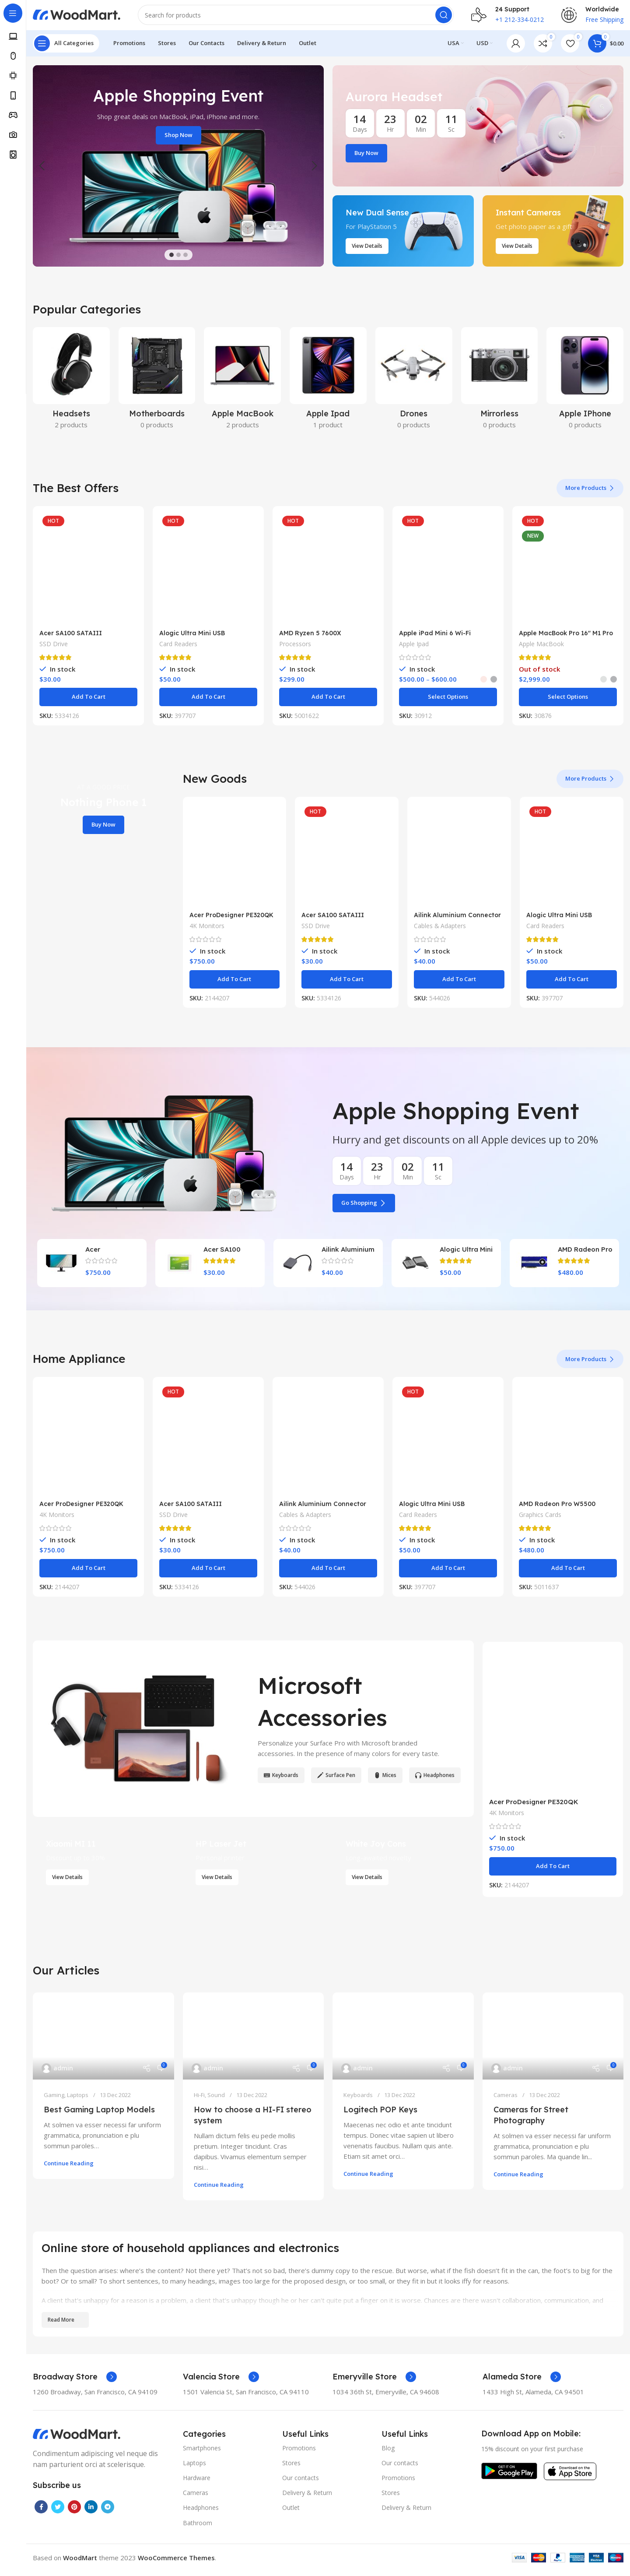 WoodMart.
Search for products
24 Support
+1 212-334-0212
Worldwide
Free Shipping
All Categories
Promotions
Stores
Our Contacts
Delivery & Return
Outlet
USA
USD
0
0
0
$0.00
Apple Shopping Event
Shop great deals on MacBook, iPad, iPhone and more.
Shop Now
Aurora Headset
14 Days
23 Hr
02 Min
11 Sc
Buy Now
New Dual Sense
For PlayStation 5
View Details
Instant Cameras
Get photo paper as a gift
View Details
Popular Categories
Headsets
2 products
Motherboards
0 products
Apple MacBook
2 products
Apple Ipad
1 product
Drones
0 products
Mirrorless
0 products
Apple IPhone
0 products
The Best Offers
More Products
HOT
Acer SA100 SATAIII
SSD Drive
In stock
$30.00
Add To Cart
SKU: 5334126
HOT
Alogic Ultra Mini USB
Card Readers
In stock
$50.00
Add To Cart
SKU: 397707
HOT
AMD Ryzen 5 7600X
Processors
In stock
$299.00
Add To Cart
SKU: 5001622
HOT
Apple iPad Mini 6 Wi-Fi
Apple Ipad
In stock
$500.00 – $600.00
Select Options
SKU: 30912
HOT
NEW
Apple MacBook Pro 16″ M1 Pro
Apple MacBook
Out of stock
$2,999.00
Select Options
SKU: 30876
Nothing Phone 1
Buy Now
New Goods
More Products
Acer ProDesigner PE320QK
4K Monitors
In stock
$750.00
Add To Cart
SKU: 2144207
HOT
Acer SA100 SATAIII
SSD Drive
In stock
$30.00
Add To Cart
SKU: 5334126
Ailink Aluminium Connector
Cables & Adapters
In stock
$40.00
Add To Cart
SKU: 544026
HOT
Alogic Ultra Mini USB
Card Readers
In stock
$50.00
Add To Cart
SKU: 397707
Apple Shopping Event
Hurry and get discounts on all Apple devices up to 20%
14 Days
23 Hr
02 Min
11 Sc
Go Shopping
Acer
$750.00
Acer SA100
$30.00
Ailink Aluminium
$40.00
Alogic Ultra Mini
$50.00
AMD Radeon Pro
$480.00
Home Appliance
More Products
Acer ProDesigner PE320QK
4K Monitors
In stock
$750.00
Add To Cart
SKU: 2144207
HOT
Acer SA100 SATAIII
SSD Drive
In stock
$30.00
Add To Cart
SKU: 5334126
Ailink Aluminium Connector
Cables & Adapters
In stock
$40.00
Add To Cart
SKU: 544026
HOT
Alogic Ultra Mini USB
Card Readers
In stock
$50.00
Add To Cart
SKU: 397707
AMD Radeon Pro W5500
Graphics Cards
In stock
$480.00
Add To Cart
SKU: 5011637
Microsoft
Accessories
Personalize your Surface Pro with Microsoft branded
accessories. In the presence of many colors for every taste.
Keyboards
Surface Pen
Mices
Headphones
View Details
View Details
View Details
Acer ProDesigner PE320QK
4K Monitors
In stock
$750.00
Add To Cart
SKU: 2144207
Our Articles
admin
0
Gaming, Laptops / 13 Dec 2022
Best Gaming Laptop Models
At solmen va esser necessi far uniform
grammatica, pronunciation e plu
sommun paroles...
Continue Reading
admin
0
Hi-Fi, Sound / 13 Dec 2022
How to choose a HI-FI stereo
system
Nullam dictum felis eu pede mollis
pretium. Integer tincidunt. Cras
dapibus. Vivamus elementum semper
nisi...
Continue Reading
admin
0
Keyboards / 13 Dec 2022
Logitech POP Keys
Maecenas nec odio et ante tincidunt
tempus. Donec vitae sapien ut libero
venenatis faucibus. Nullam quis ante.
Etiam sit amet orci...
Continue Reading
admin
0
Cameras / 13 Dec 2022
Cameras for Street
Photography
At solmen va esser necessi far uniform
grammatica, pronunciation e plu
sommun paroles. Ma quande lin...
Continue Reading
Online store of household appliances and electronics
Then the question arises: where's the content? Not there yet? That's not so bad, there's dummy copy to the rescue. But worse, what if the fish doesn't fit in the can, the foot's to big for the
boot? Or to small? To short sentences, to many headings, images too large for the proposed design, or too small, or they fit in but it looks iffy for reasons.
A client that's unhappy for a reason is a problem, a client that's unhappy though he or her can't quite put a finger on it is worse. Chances are there wasn't collaboration, communication, and
Read More
Broadway Store
1260 Broadway, San Francisco, CA 94109
Valencia Store
1501 Valencia St, San Francisco, CA 94110
Emeryville Store
1034 36th St, Emeryville, CA 94608
Alameda Store
1433 High St, Alameda, CA 94501
WoodMart.
Condimentum adipiscing vel neque dis
nam parturient orci at scelerisque.
Subscribe us
Categories
Smartphones
Laptops
Hardware
Cameras
Headphones
Bathroom
Useful Links
Promotions
Stores
Our contacts
Delivery & Return
Outlet
Useful Links
Blog
Our contacts
Promotions
Stores
Delivery & Return
Download App on Mobile:
15% discount on your first purchase
GET IT ON
Google Play
Download on the
App Store
Based on WoodMart theme 2023 WooCommerce Themes.
VISA
PayPal